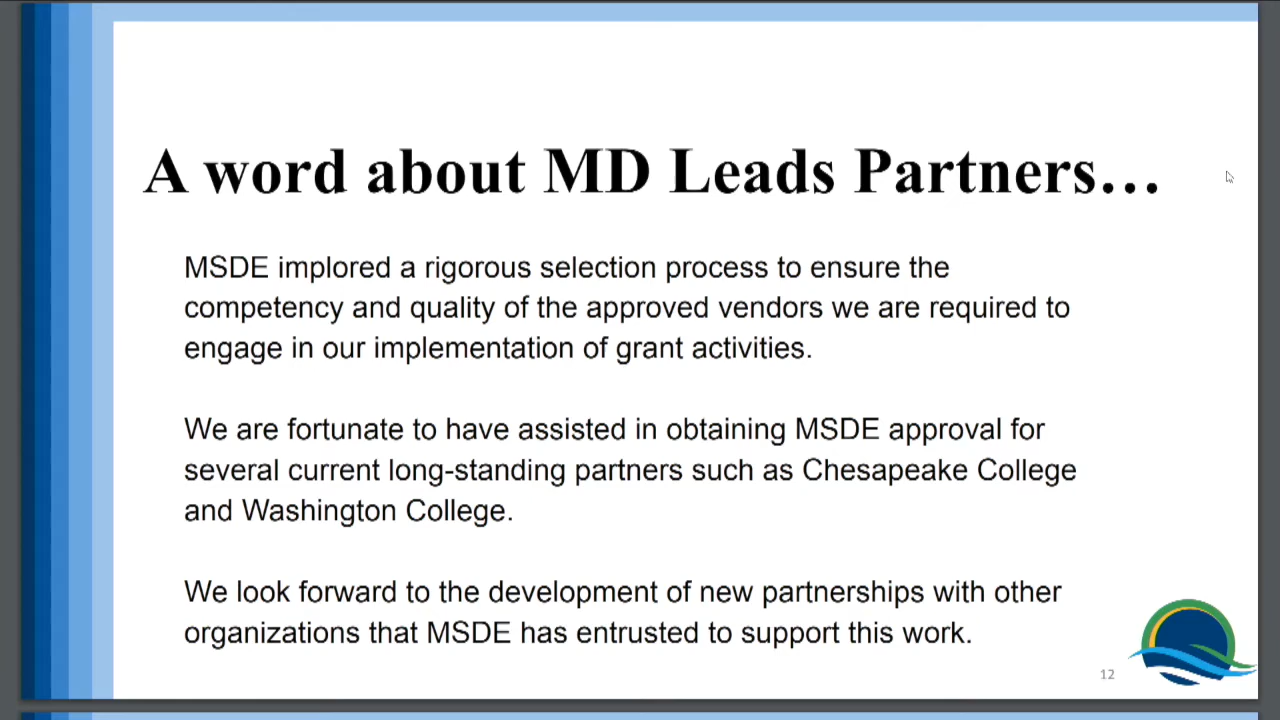 A word about MD Leads Partners...
MSDE implored a rigorous selection process to ensure the
competency and quality of the approved vendors we are required to
engage in our implementation of grant activities.
We are fortunate to have assisted in obtaining MSDE approval for
several current long-standing partners such as Chesapeake College
and Washington College.
We look forward to the development of new partnerships with other
organizations that MSDE has entrusted to support this work.
12